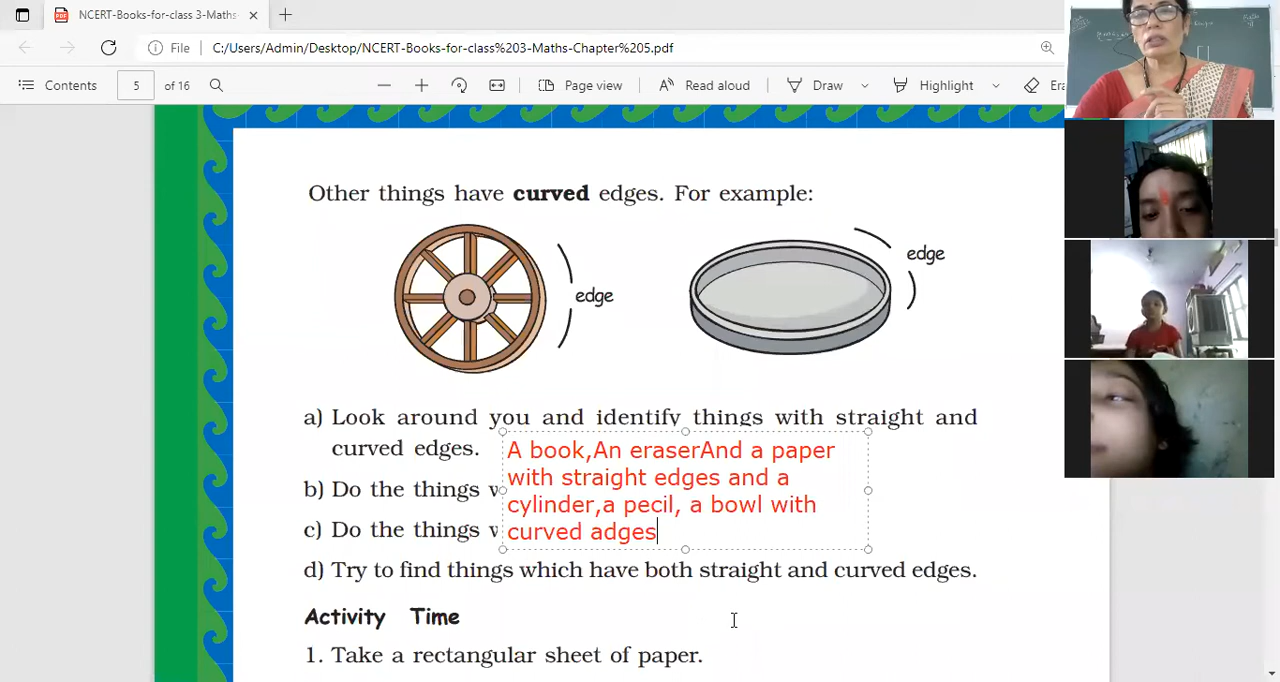 NCERT-Books-for-class 3-Maths-
File C:/Users/Admin/Desktop/NCERT-Books-for-class%203-Maths-Chapter%205.pdf
Contents 5 of 16 Page view Read aloud Draw Highlight
Other things have curved edges. For example:
edge
edge
a) Look around you and identify things with straight and
curved edges.
A book,An eraserAnd a paper
with straight edges and a
cylinder,a pecil, a bowl with
curved adges
b) Do the things
c) Do the things
d) Try to find things which have both straight and curved edges.
Activity Time
1. Take a rectangular sheet of paper.